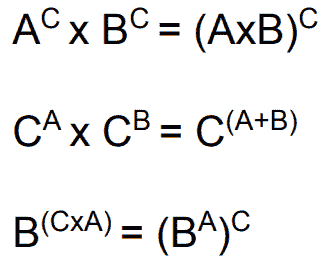 A^C x B^C = (AxB)^C
C^A x C^B = C^(A+B)
B^(CxA) = (B^A)^C